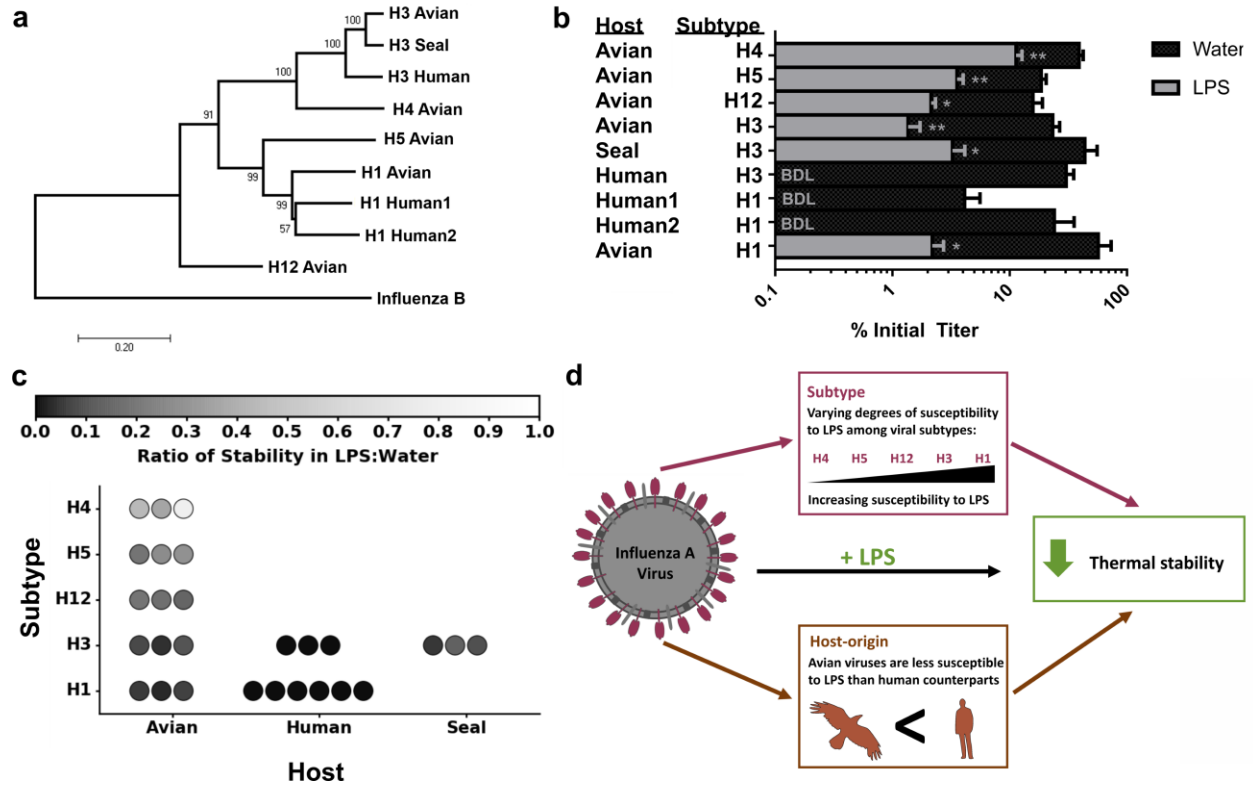 a
H3 Avian
H3 Seal
H3 Human
H4 Avian
H5 Avian
H1 Avian
H1 Human1
H1 Human2
H12 Avian
Influenza B
100
100
100
91
99
99
57
0.20
b
Host Subtype
Avian H4 **
Avian H5 **
Avian H12 *
Avian H3 **
Seal H3 *
Human H3 BDL
Human1 H1 BDL
Human2 H1 BDL
Avian H1 *
0.1 1 10 100
% Initial Titer
Water
LPS
c
0.0 0.1 0.2 0.3 0.4 0.5 0.6 0.7 0.8 0.9 1.0
Ratio of Stability in LPS:Water
Subtype
H4
H5
H12
H3
H1
Avian Human Seal
Host
d
Subtype
Varying degrees of susceptibility
to LPS among viral subtypes:
H4 H5 H12 H3 H1
Increasing susceptibility to LPS
Influenza A
Virus
+ LPS
Thermal stability
Host-origin
Avian viruses are less susceptible
to LPS than human counterparts
<